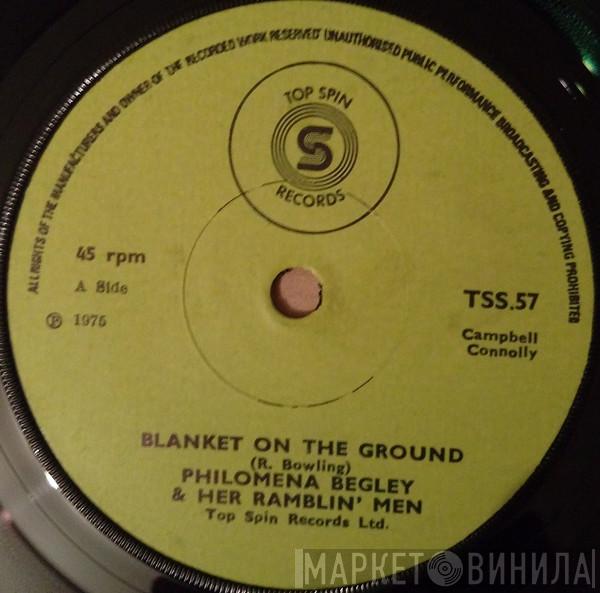 ALL RIGHTS OF THE MANUFACTURERS AND OWNER OF THE RECORDED WORK RESERVED UNAUTHORISED PUBLIC PERFORMANCE BROADCASTING AND COPYING PROHIBITED
TOP SPIN
S
RECORDS
45 rpm
A Side
Ⓟ 1975
TSS.57
Campbell
Connolly
BLANKET ON THE GROUND
(R. Bowling)
PHILOMENA BEGLEY
& HER RAMBLIN' MEN
Top Spin Records Ltd.
МАРКЕТ ВИНИЛА